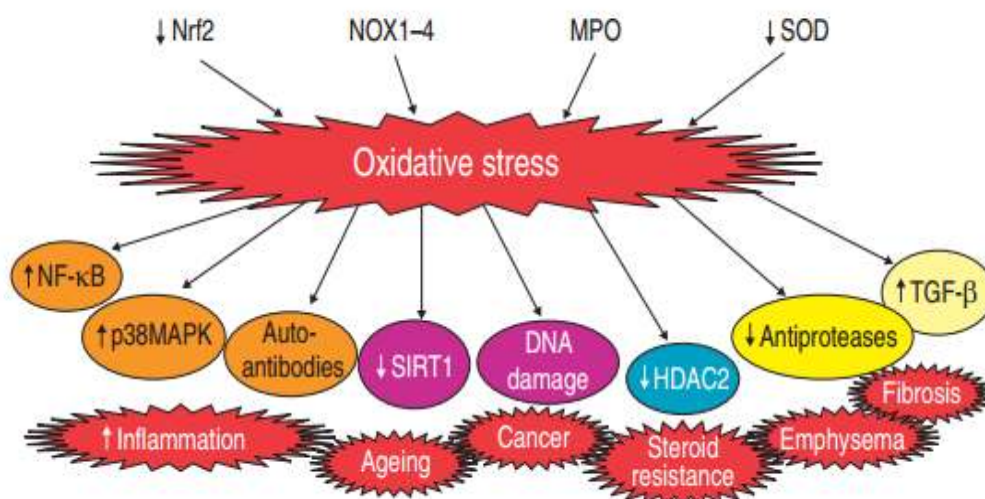 ↓Nrf2
NOX1–4
MPO
↓SOD
Oxidative stress
↑NF-κB
↑p38MAPK
Auto-
antibodies
↓SIRT1
DNA
damage
↓HDAC2
↓Antiproteases
↑TGF-β
↑Inflammation
Ageing
Cancer
Steroid
resistance
Emphysema
Fibrosis